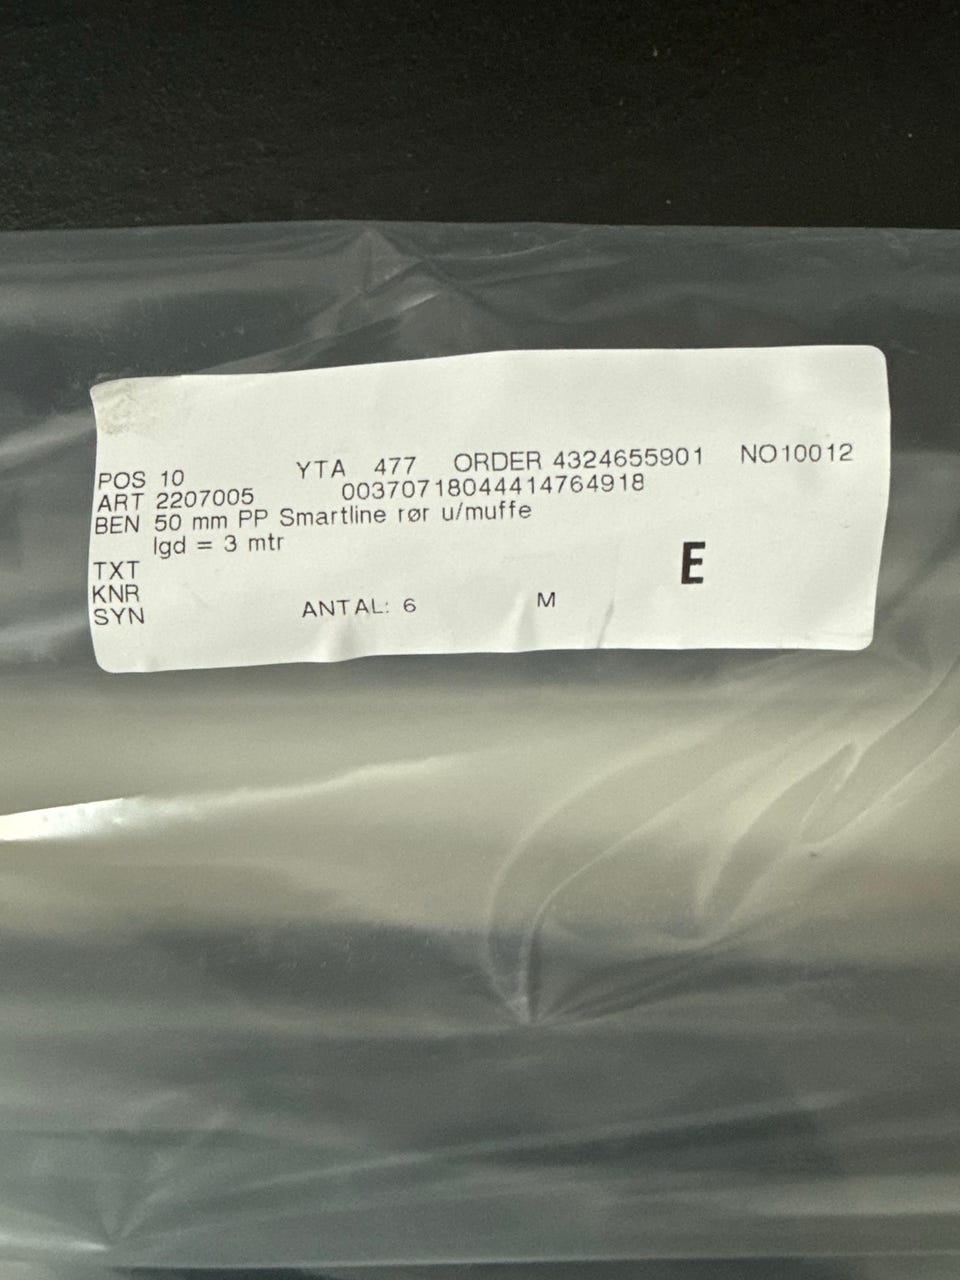 POS 10 YTA 477 ORDER 4324655901 NO10012
ART 2207005 00370718044414764918
BEN 50 mm PP Smartline rør u/muffe
lgd = 3 mtr
E
TXT
KNR
SYN ANTAL: 6 M